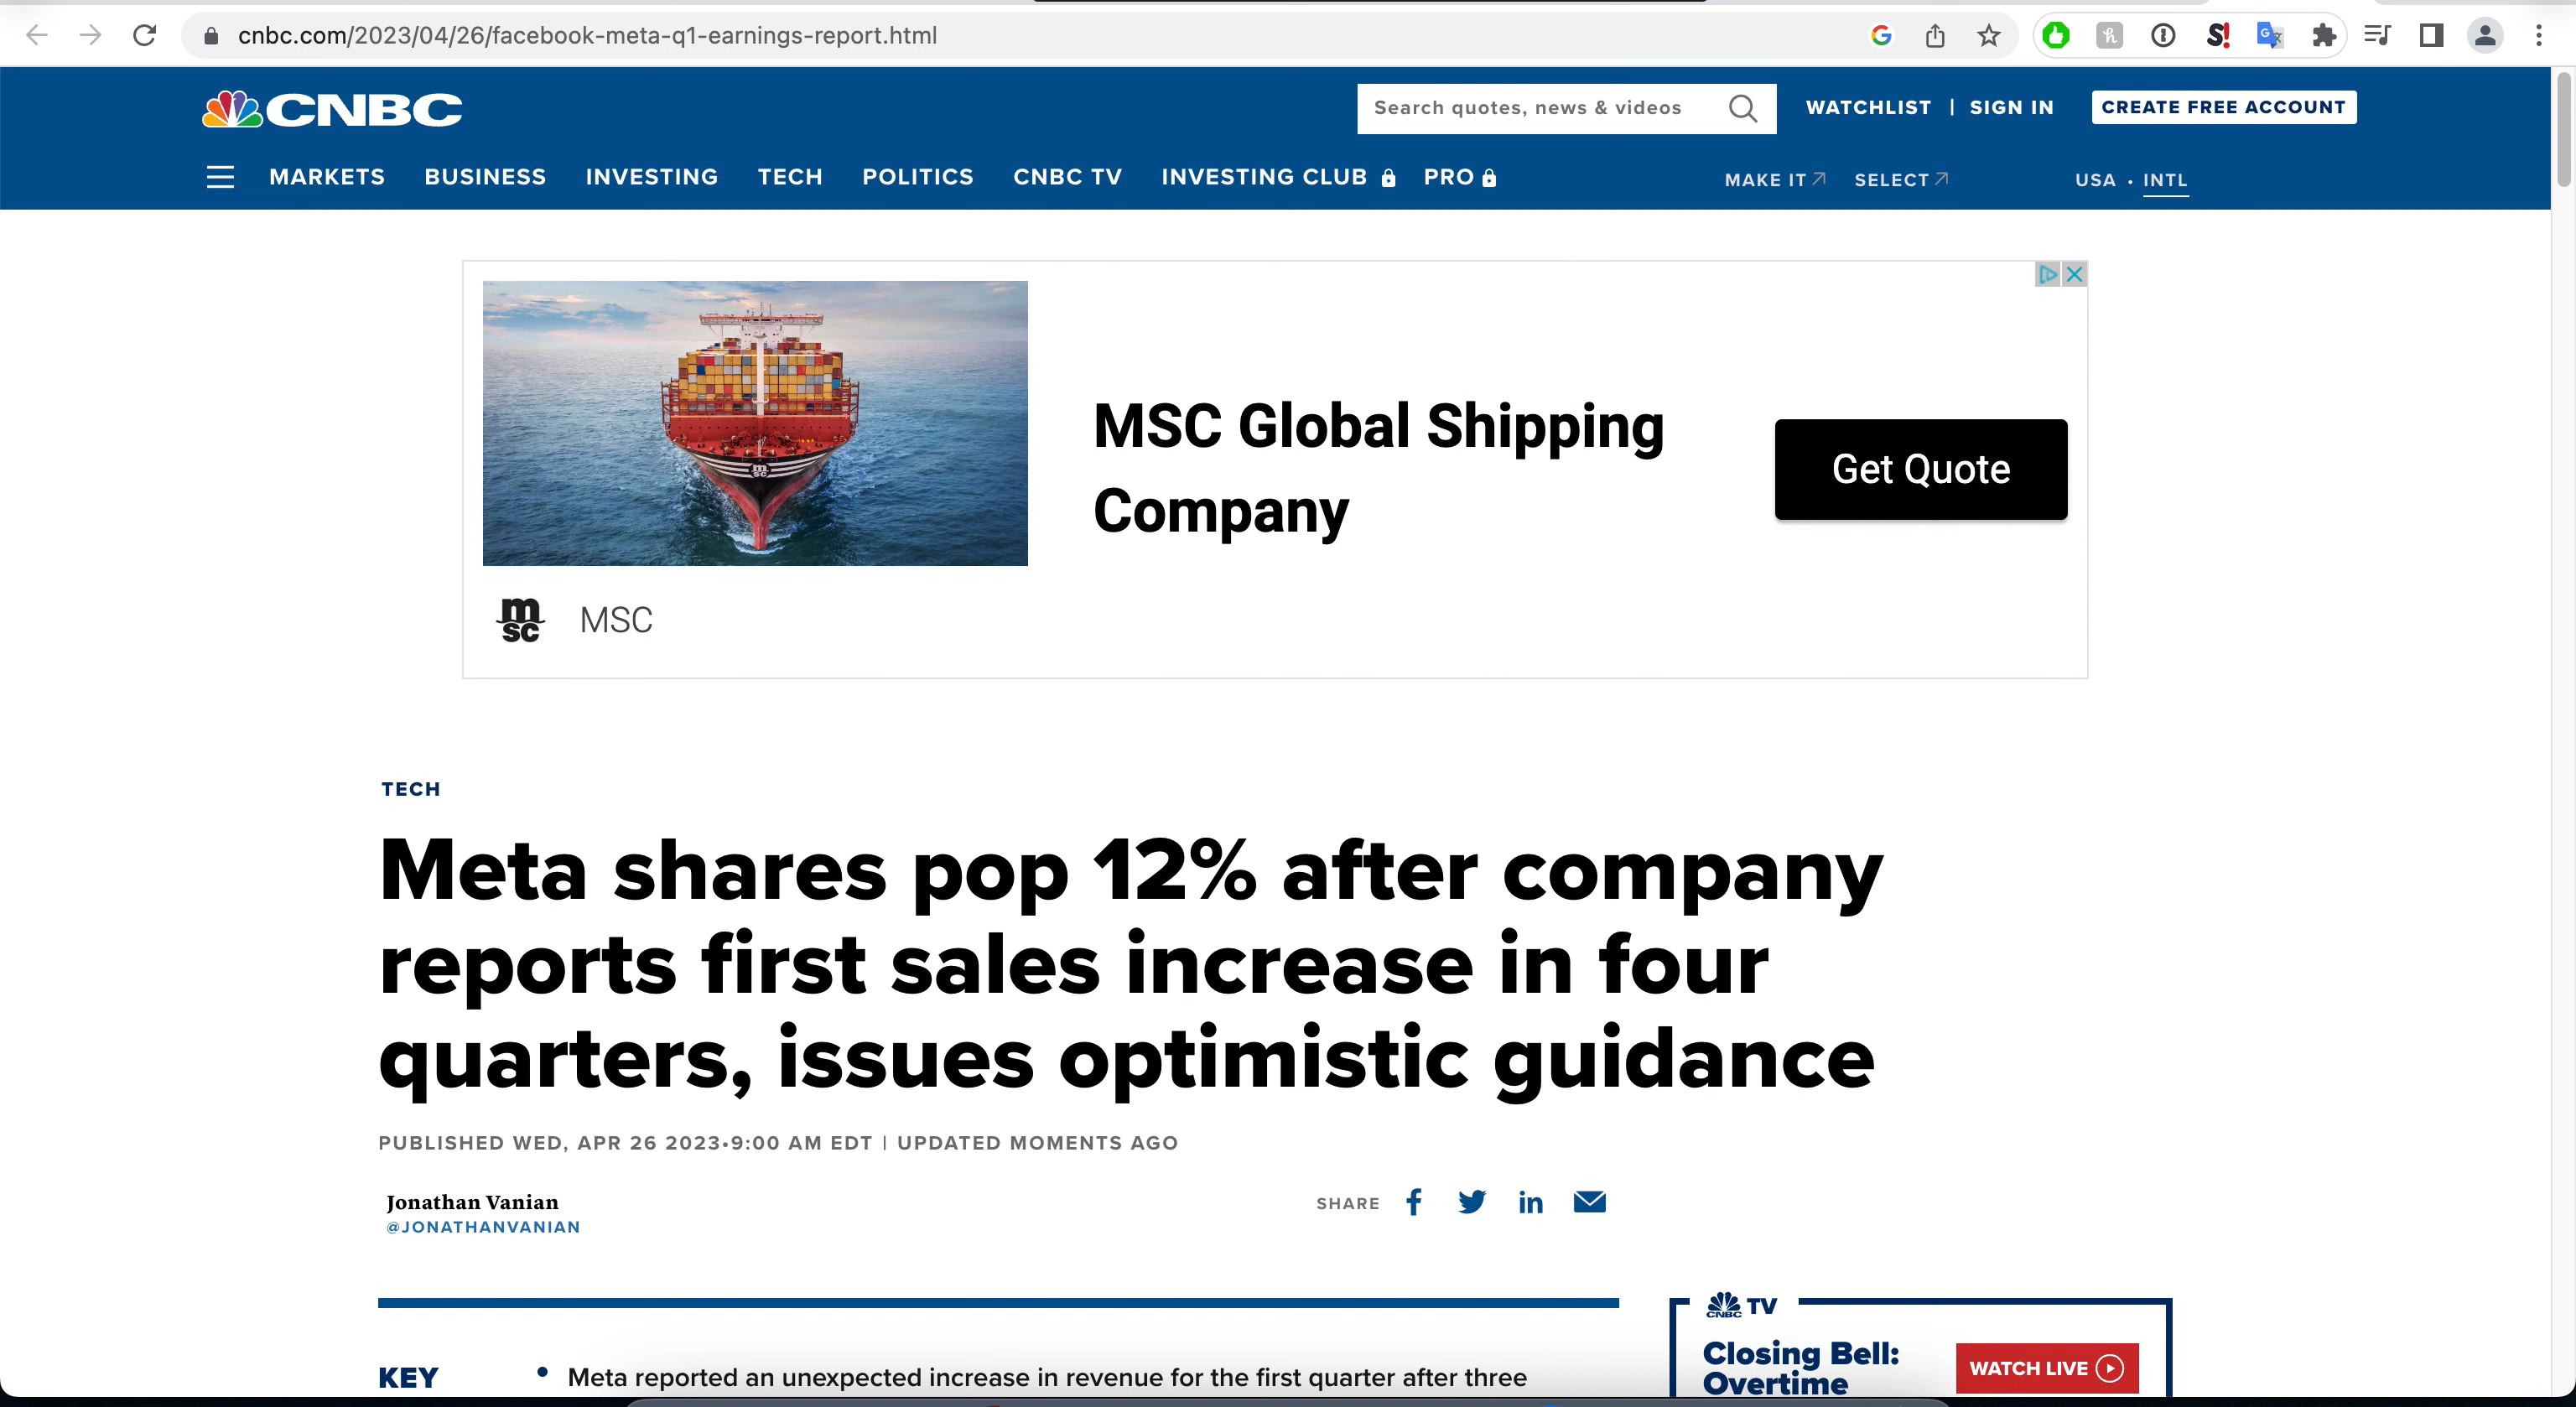 cnbc.com/2023/04/26/facebook-meta-q1-earnings-report.html
CNBC
Search quotes, news & videos
WATCHLIST | SIGN IN
CREATE FREE ACCOUNT
MARKETS BUSINESS INVESTING TECH POLITICS CNBC TV INVESTING CLUB PRO
MAKE IT SELECT
USA • INTL
MSC Global Shipping
Company
Get Quote
msc
MSC
TECH
Meta shares pop 12% after company
reports first sales increase in four
quarters, issues optimistic guidance
PUBLISHED WED, APR 26 2023•9:00 AM EDT | UPDATED MOMENTS AGO
Jonathan Vanian
@JONATHANVANIAN
SHARE
KEY
• Meta reported an unexpected increase in revenue for the first quarter after three
CNBC TV
Closing Bell:
Overtime
WATCH LIVE